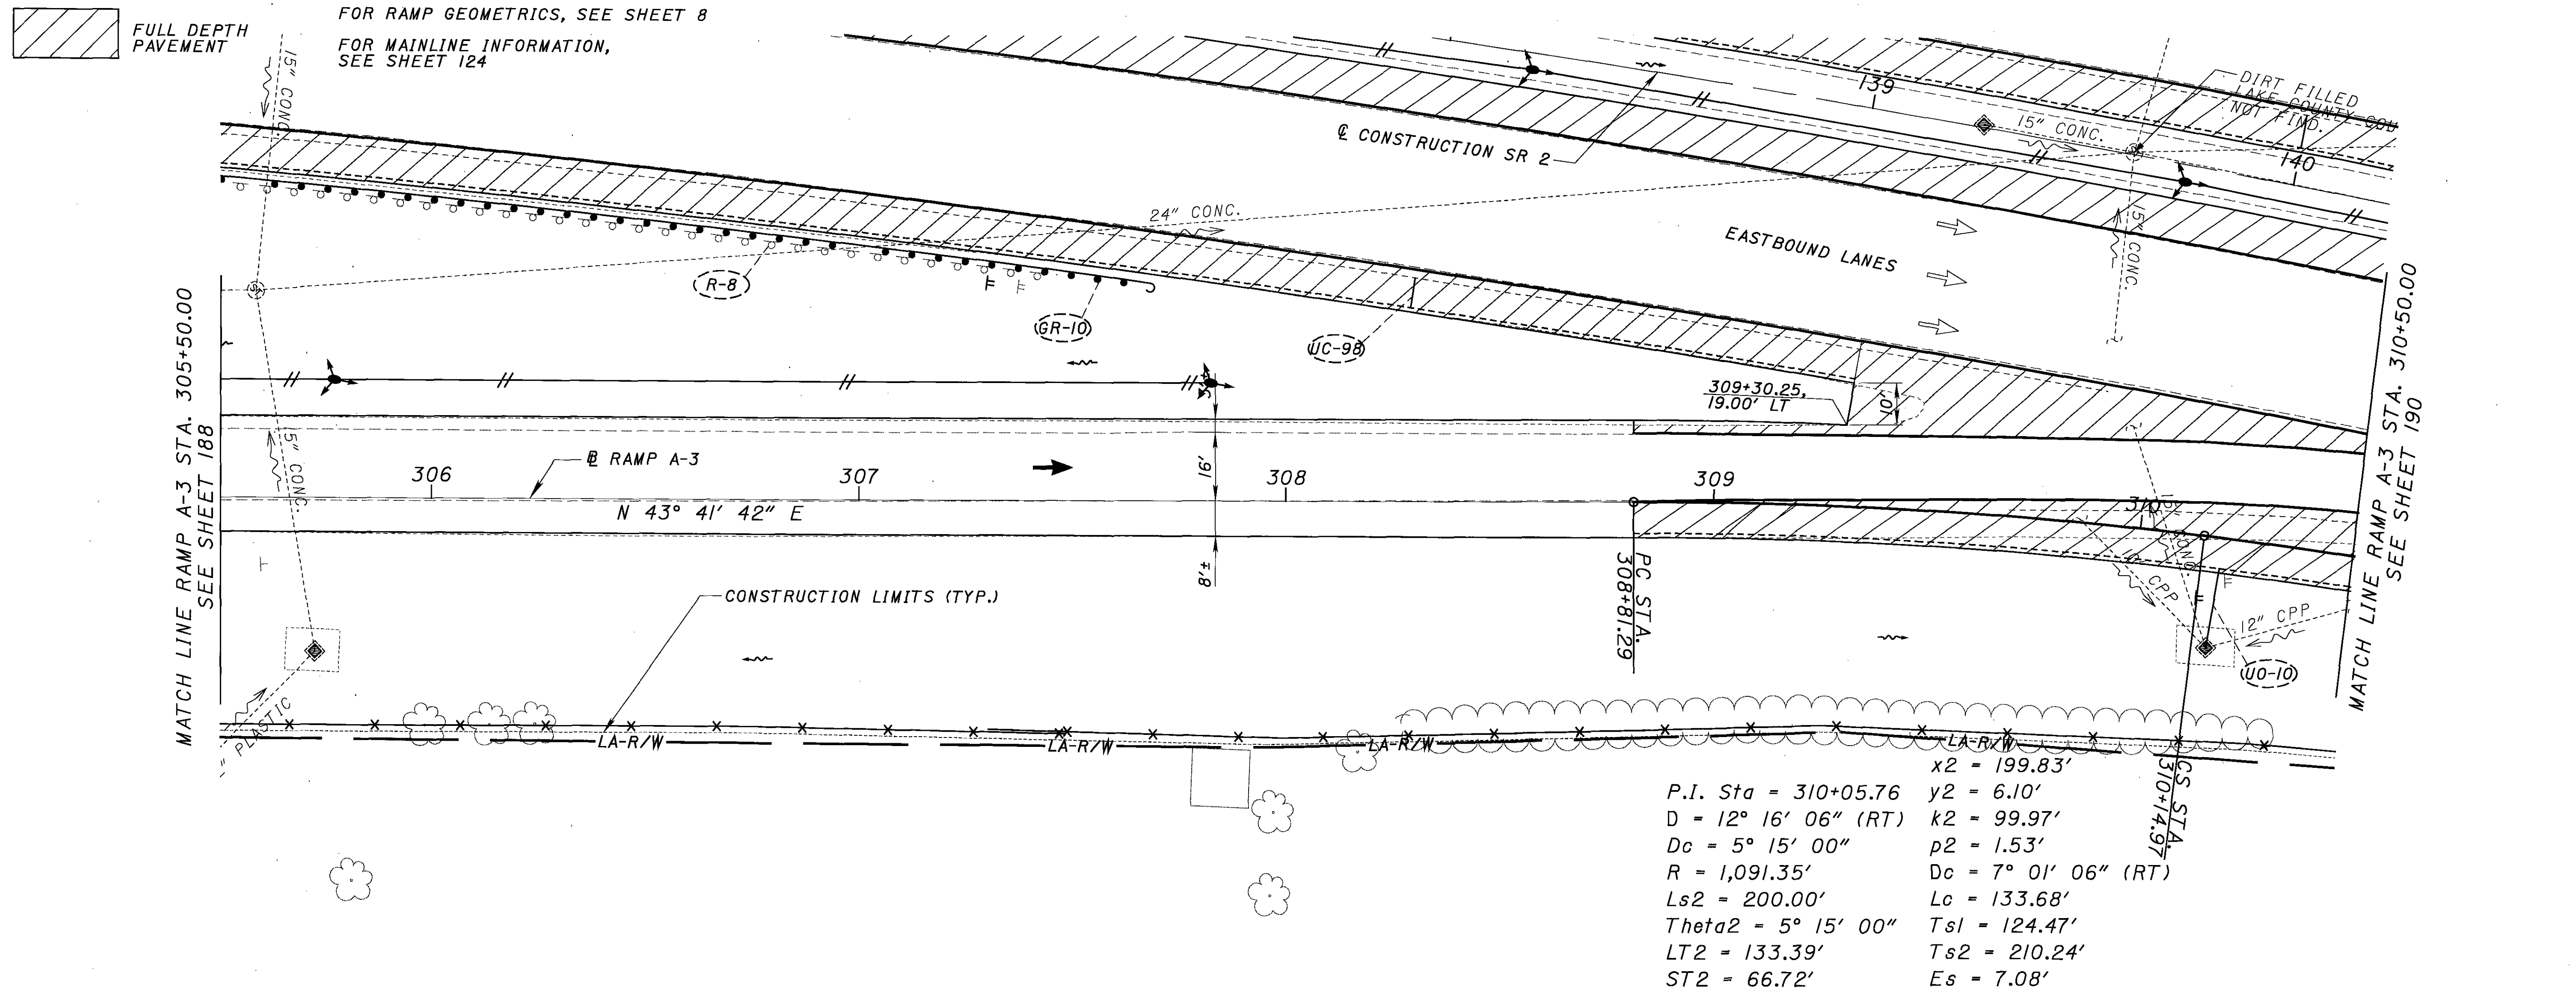 FULL DEPTH
PAVEMENT
FOR RAMP GEOMETRICS, SEE SHEET 8
FOR MAINLINE INFORMATION,
SEE SHEET 124
15" CONC.
139
DIRT FILLED
LAKE COUNTY COU
NOT FIND.
15" CONC.
140
℄ CONSTRUCTION SR 2
24" CONC.
EASTBOUND LANES
15" CONC.
R-8
GR-10
UC-98
MATCH LINE RAMP A-3 STA. 305+50.00
SEE SHEET 188
MATCH LINE RAMP A-3 STA. 310+50.00
SEE SHEET 190
309+30.25,
19.00' LT
10'
15" CONC.
BL RAMP A-3
306
307
308
309
310
16'
N 43° 41' 42" E
8'±
PC STA.
308+81.29
CONC.
CPP
12" CPP
UO-10
CONSTRUCTION LIMITS (TYP.)
PLASTIC
LA-R/W
LA-R/W
LA-R/W
LA-R/W
CS STA.
310+14.97
P.I. Sta = 310+05.76
D = 12° 16' 06" (RT)
Dc = 5° 15' 00"
R = 1,091.35'
Ls2 = 200.00'
Theta2 = 5° 15' 00"
LT2 = 133.39'
ST2 = 66.72'
x2 = 199.83'
y2 = 6.10'
k2 = 99.97'
p2 = 1.53'
Dc = 7° 01' 06" (RT)
Lc = 133.68'
Ts1 = 124.47'
Ts2 = 210.24'
Es = 7.08'